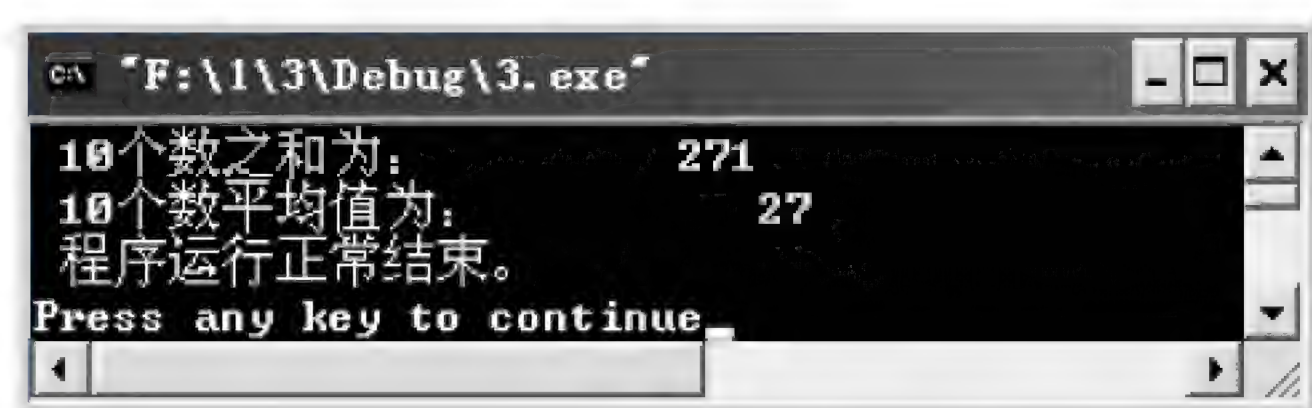 "F:\1\3\Debug\3.exe"
10个数之和为: 271
10个数平均值为: 27
程序运行正常结束。
Press any key to continue_